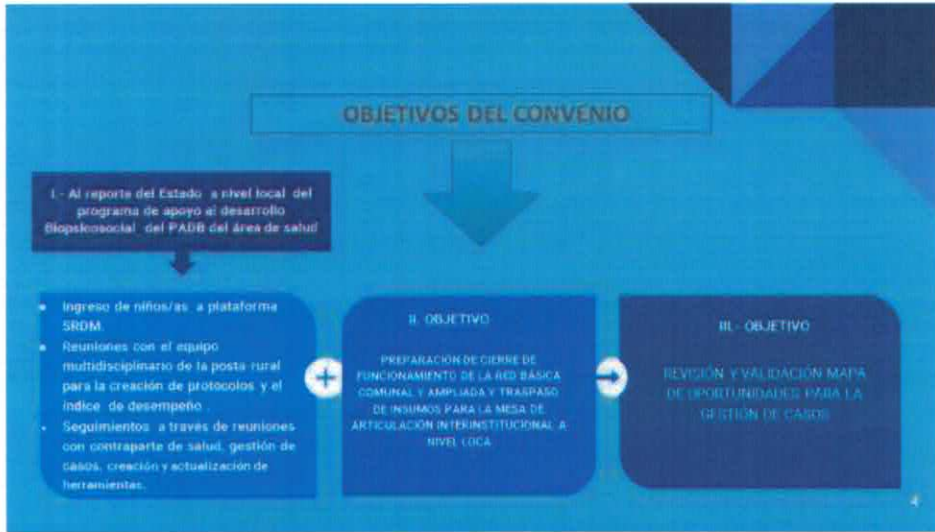 OBJETIVOS DEL CONVENIO
I.- Al reporte del Estado a nivel local del
programa de apoyo al desarrollo
Biopsicosocial del PADB del área de salud
• Ingreso de niños/as a plataforma
SRDM.
• Reuniones con el equipo
multidisciplinario de la posta rural
para la creación de protocolos y el
índice de desempeño .
• Seguimientos a través de reuniones
con contraparte de salud, gestión de
casos, creación y actualización de
herramientas.
II. OBJETIVO
PREPARACIÓN DE CIERRE DE
FUNCIONAMIENTO DE LA RED BÁSICA
COMUNAL Y AMPLIADA Y TRASPASO
DE INSUMOS PARA LA MESA DE
ARTICULACIÓN INTERINSTITUCIONAL A
NIVEL LOCA
III.- OBJETIVO
REVISIÓN Y VALIDACIÓN MAPA
DE OPORTUNIDADES PARA LA
GESTIÓN DE CASOS
4